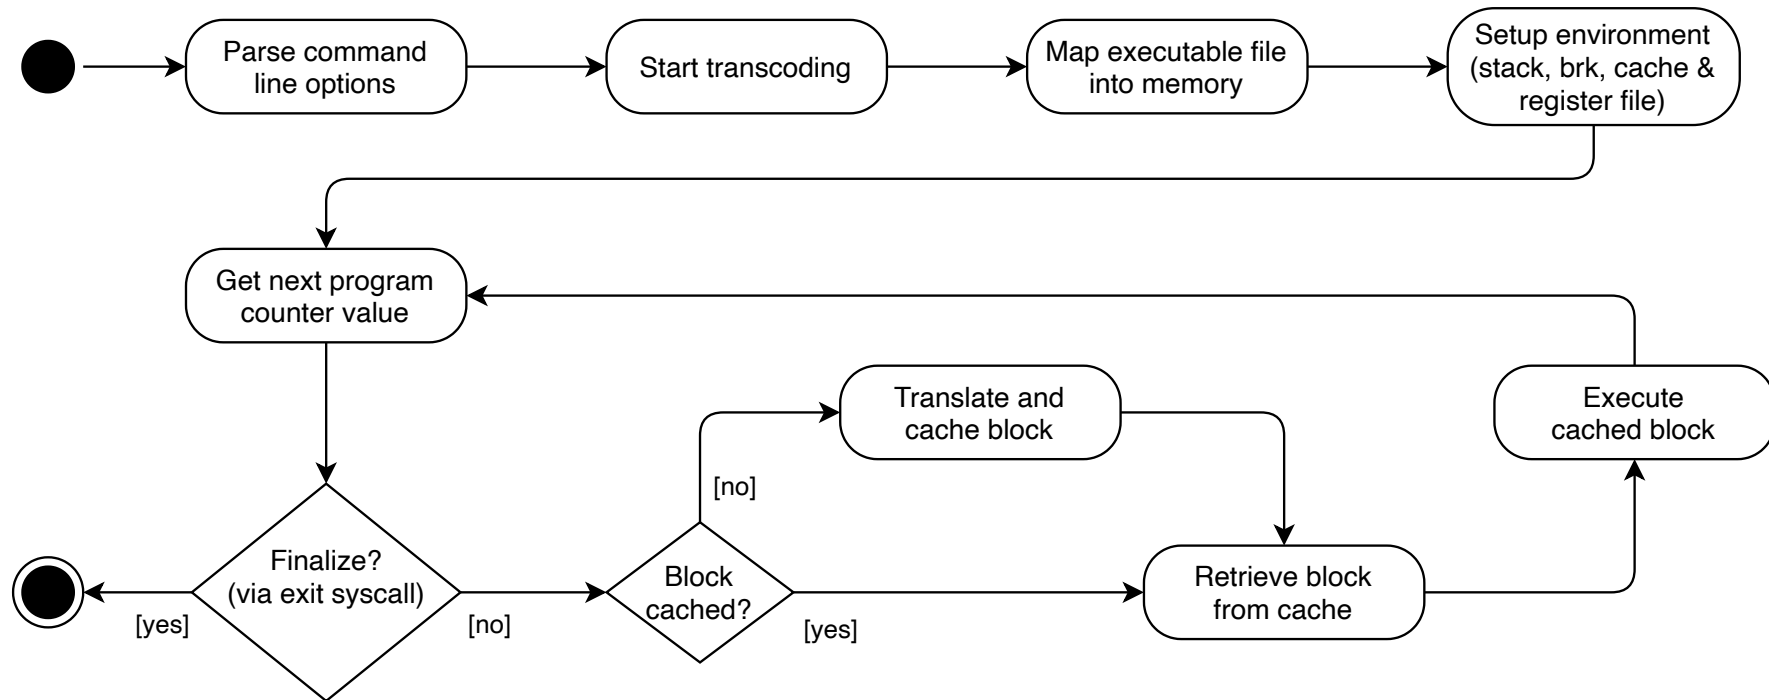 Parse command
line options
Start transcoding
Map executable file
into memory
Setup environment
(stack, brk, cache &
register file)
Get next program
counter value
Translate and
cache block
Execute
cached block
[no]
Finalize?
(via exit syscall)
Block
cached?
Retrieve block
from cache
[yes]
[no]
[yes]